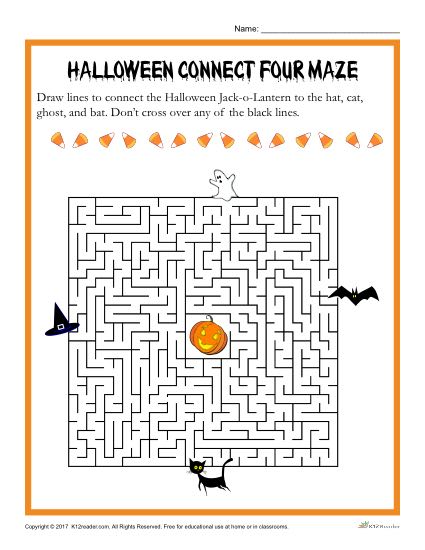 Name: ______________________________
HALLOWEEN CONNECT FOUR MAZE
Draw lines to connect the Halloween Jack-o-Lantern to the hat, cat,
ghost, and bat. Don't cross over any of the black lines.
Copyright © 2017 K12reader.com. All Rights Reserved. Free for educational use at home or in classrooms.
K12Reader